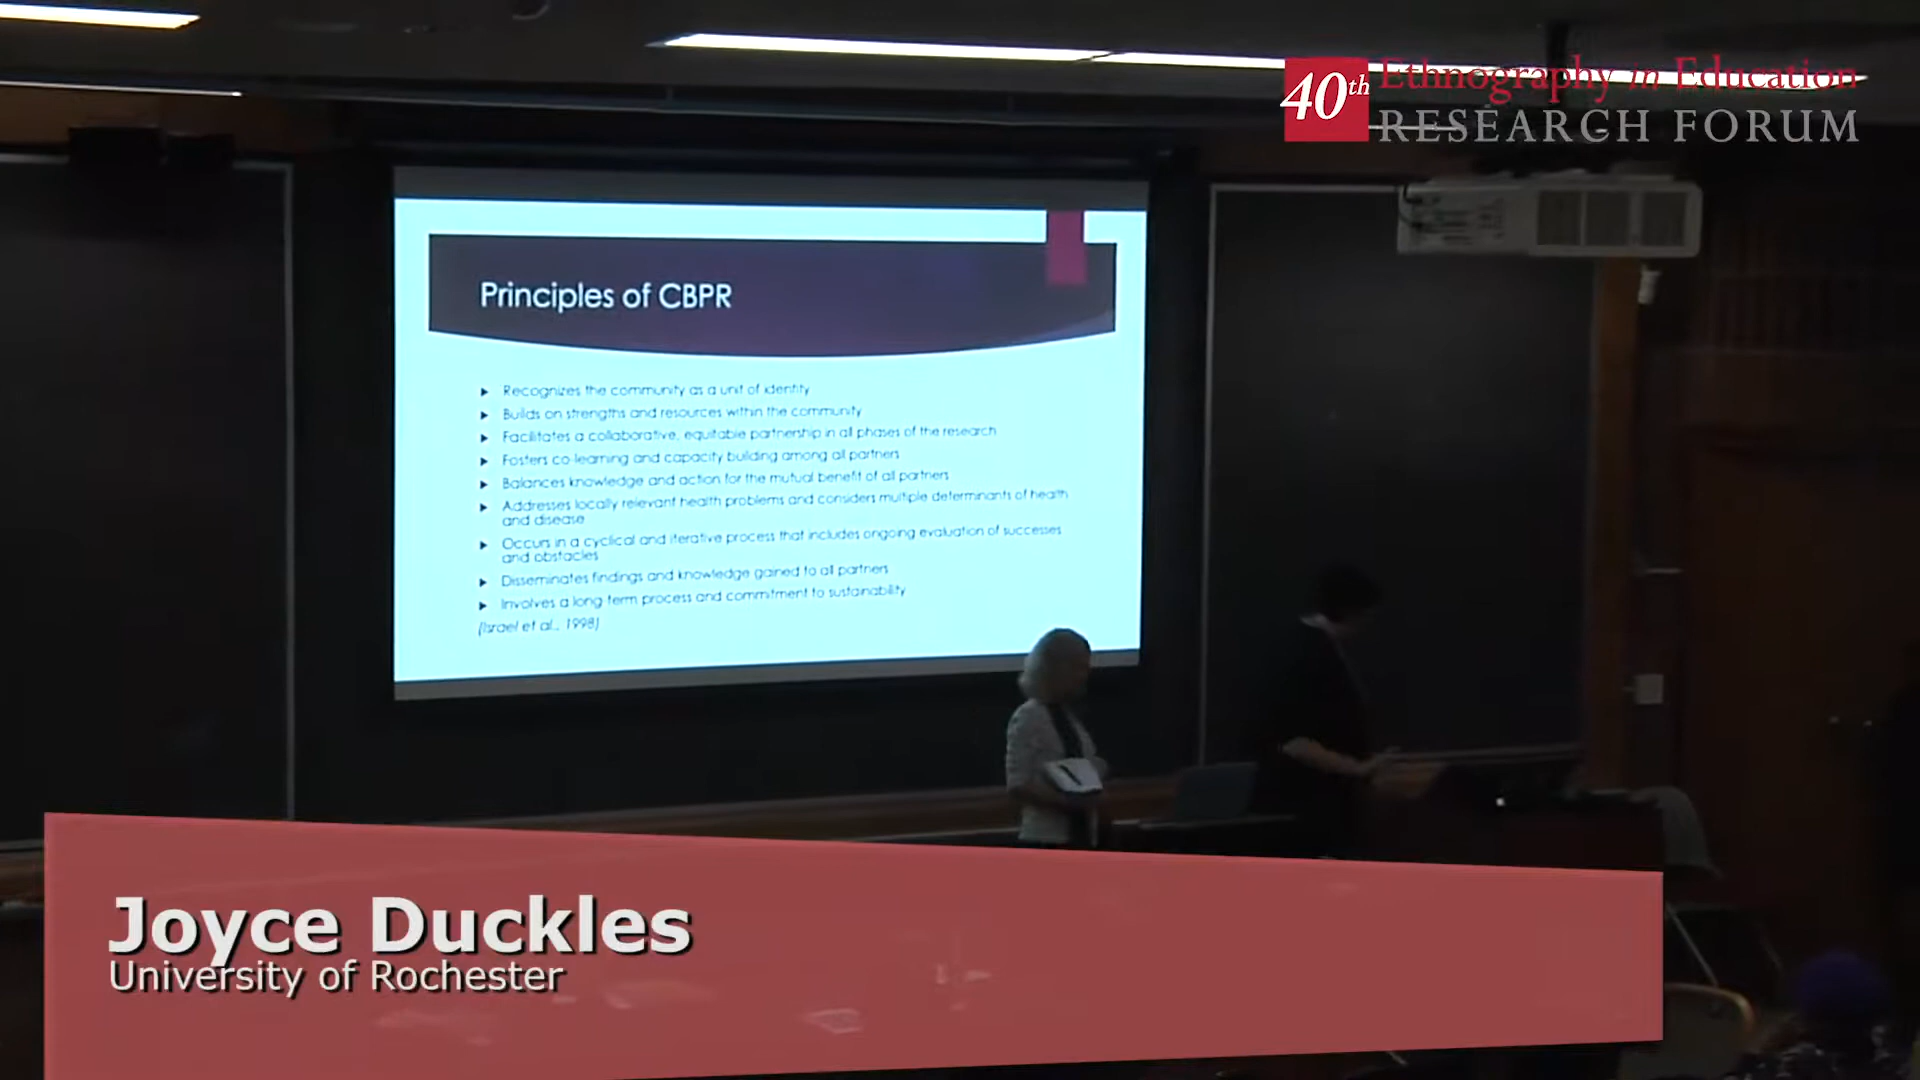 40th Ethnography in Education
RESEARCH FORUM
Principles of CBPR
Recognizes the community as a unit of identity
Builds on strengths and resources within the community
Facilitates a collaborative, equitable partnership in all phases of the research
Fosters co-learning and capacity building among all partners
Balances knowledge and action for the mutual benefit of all partners
Addresses locally relevant health problems and considers multiple determinants of health
and disease
Occurs in a cyclical and iterative process that includes ongoing evaluation of successes
and obstacles
Disseminates findings and knowledge gained to all partners
Involves a long term process and commitment to sustainability
(Israel et al., 1998)
Joyce Duckles
University of Rochester